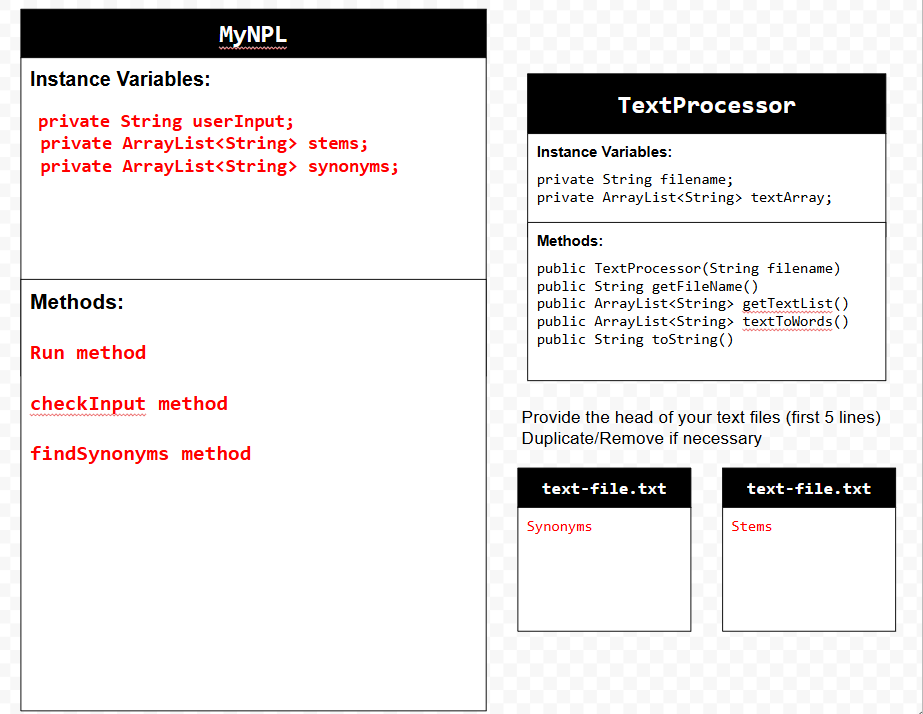 MyNPL
Instance Variables:
private String userInput;
private ArrayList<String> stems;
private ArrayList<String> synonyms;
Methods:
Run method
checkInput method
findSynonyms method
TextProcessor
Instance Variables:
private String filename;
private ArrayList<String> textArray;
Methods:
public TextProcessor(String filename)
public String getFileName()
public ArrayList<String> getTextList()
public ArrayList<String> textToWords()
public String toString()
Provide the head of your text files (first 5 lines)
Duplicate/Remove if necessary
text-file.txt
Synonyms
text-file.txt
Stems